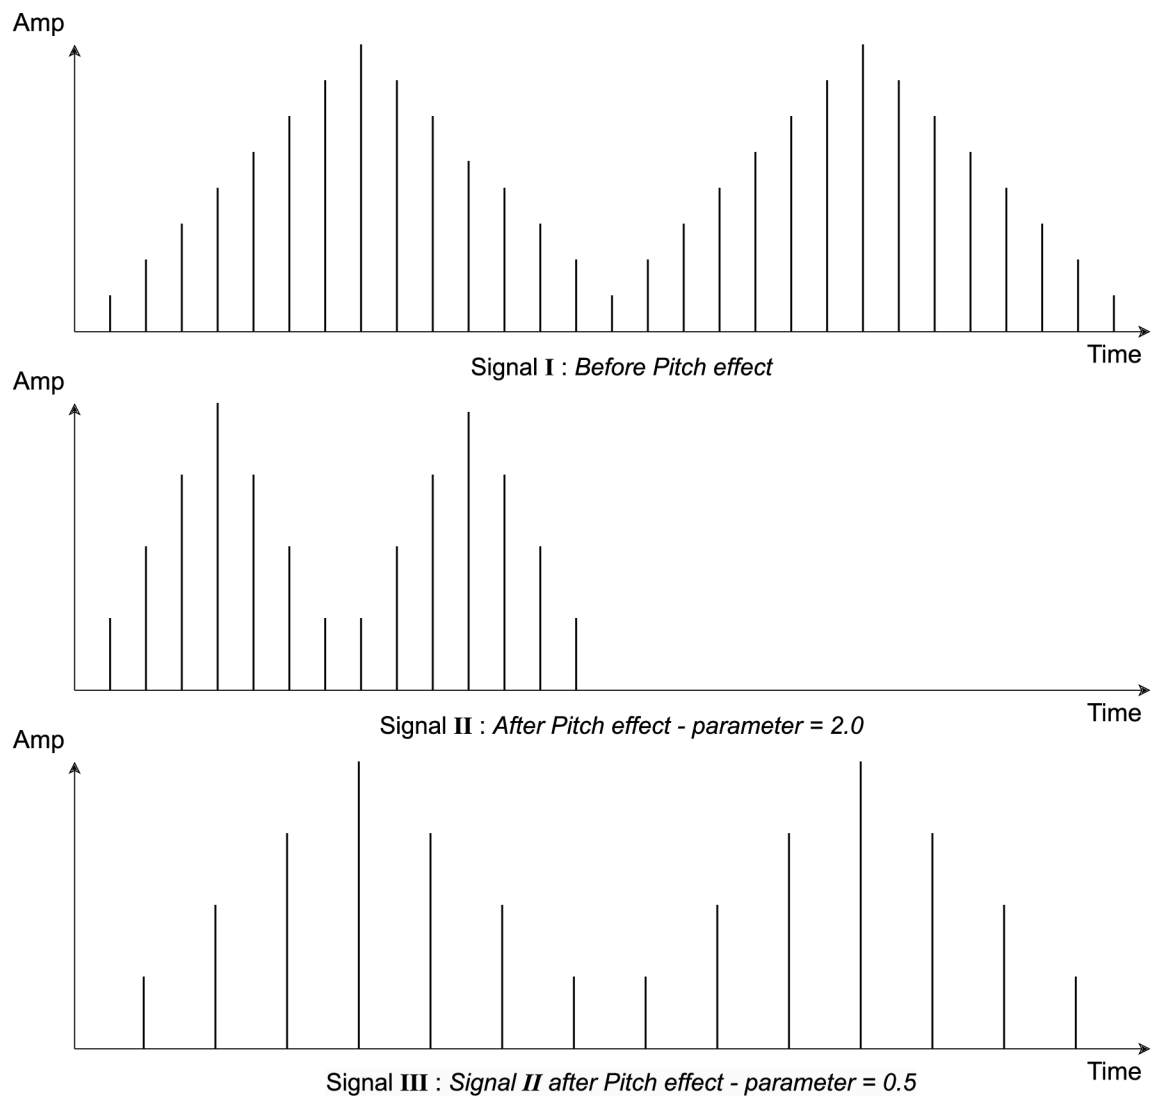 Amp
Time
Signal I : Before Pitch effect
Amp
Time
Signal II : After Pitch effect - parameter = 2.0
Amp
Time
Signal III : Signal II after Pitch effect - parameter = 0.5